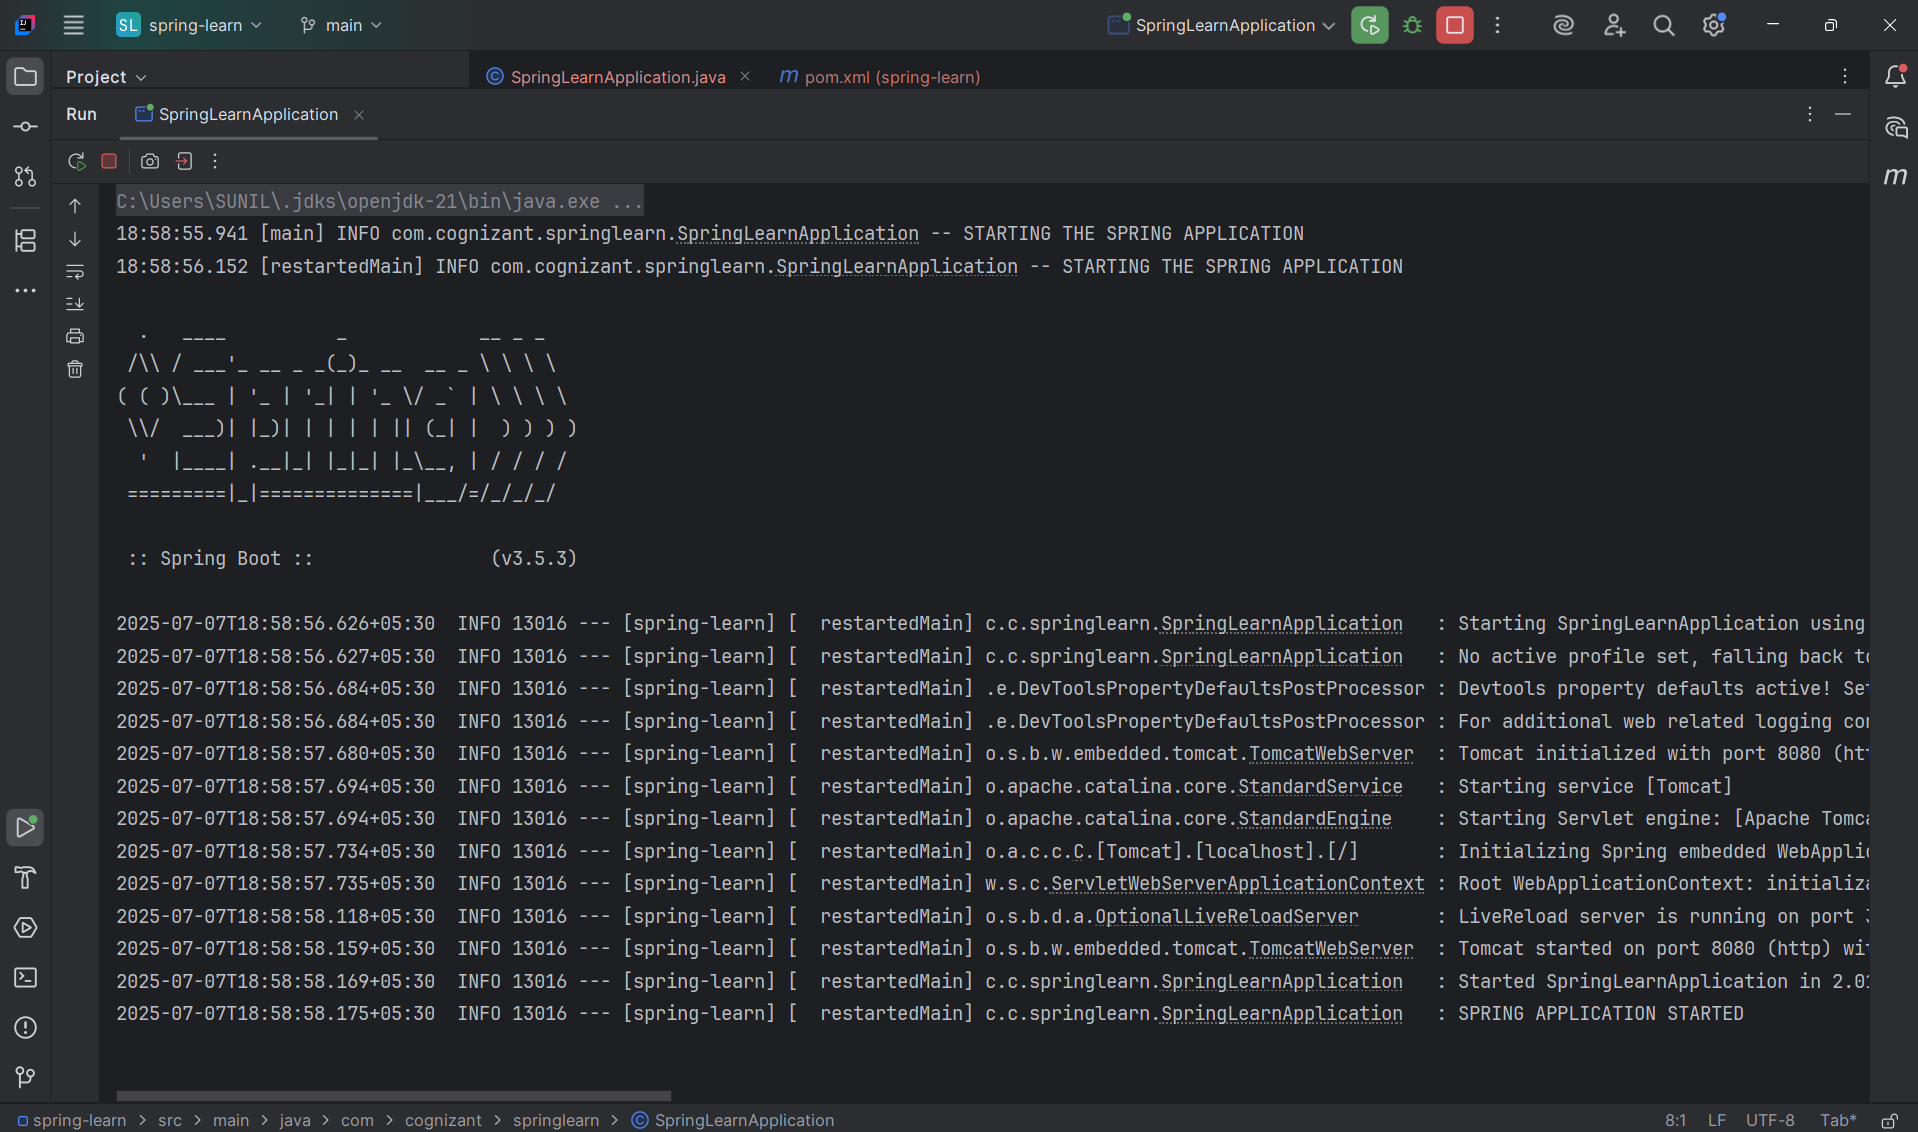 SL spring-learn main SpringLearnApplication
Project SpringLearnApplication.java m pom.xml (spring-learn)
Run SpringLearnApplication
m
C:\Users\SUNIL\.jdks\openjdk-21\bin\java.exe ...
18:58:55.941 [main] INFO com.cognizant.springlearn.SpringLearnApplication -- STARTING THE SPRING APPLICATION
18:58:56.152 [restartedMain] INFO com.cognizant.springlearn.SpringLearnApplication -- STARTING THE SPRING APPLICATION
  .   ____          _            __ _ _
 /\\ / ___'_ __ _ _(_)_ __  __ _ \ \ \ \
( ( )\___ | '_ | '_| | '_ \/ _` | \ \ \ \
 \\/  ___)| |_)| | | | | || (_| |  ) ) ) )
  '  |____| .__|_| |_|_| |_\__, | / / / /
 =========|_|==============|___/=/_/_/_/
 :: Spring Boot ::                (v3.5.3)
2025-07-07T18:58:56.626+05:30  INFO 13016 --- [spring-learn] [  restartedMain] c.c.springlearn.SpringLearnApplication   : Starting SpringLearnApplication using
2025-07-07T18:58:56.627+05:30  INFO 13016 --- [spring-learn] [  restartedMain] c.c.springlearn.SpringLearnApplication   : No active profile set, falling back to
2025-07-07T18:58:56.684+05:30  INFO 13016 --- [spring-learn] [  restartedMain] .e.DevToolsPropertyDefaultsPostProcessor : Devtools property defaults active! Set
2025-07-07T18:58:56.684+05:30  INFO 13016 --- [spring-learn] [  restartedMain] .e.DevToolsPropertyDefaultsPostProcessor : For additional web related logging con
2025-07-07T18:58:57.680+05:30  INFO 13016 --- [spring-learn] [  restartedMain] o.s.b.w.embedded.tomcat.TomcatWebServer  : Tomcat initialized with port 8080 (htt
2025-07-07T18:58:57.694+05:30  INFO 13016 --- [spring-learn] [  restartedMain] o.apache.catalina.core.StandardService   : Starting service [Tomcat]
2025-07-07T18:58:57.694+05:30  INFO 13016 --- [spring-learn] [  restartedMain] o.apache.catalina.core.StandardEngine    : Starting Servlet engine: [Apache Tomca
2025-07-07T18:58:57.734+05:30  INFO 13016 --- [spring-learn] [  restartedMain] o.a.c.c.C.[Tomcat].[localhost].[/]       : Initializing Spring embedded WebApplic
2025-07-07T18:58:57.735+05:30  INFO 13016 --- [spring-learn] [  restartedMain] w.s.c.ServletWebServerApplicationContext : Root WebApplicationContext: initializa
2025-07-07T18:58:58.118+05:30  INFO 13016 --- [spring-learn] [  restartedMain] o.s.b.d.a.OptionalLiveReloadServer       : LiveReload server is running on port
2025-07-07T18:58:58.159+05:30  INFO 13016 --- [spring-learn] [  restartedMain] o.s.b.w.embedded.tomcat.TomcatWebServer  : Tomcat started on port 8080 (http) wit
2025-07-07T18:58:58.169+05:30  INFO 13016 --- [spring-learn] [  restartedMain] c.c.springlearn.SpringLearnApplication   : Started SpringLearnApplication in 2.01
2025-07-07T18:58:58.175+05:30  INFO 13016 --- [spring-learn] [  restartedMain] c.c.springlearn.SpringLearnApplication   : SPRING APPLICATION STARTED
spring-learn > src > main > java > com > cognizant > springlearn > SpringLearnApplication 8:1 LF UTF-8 Tab*